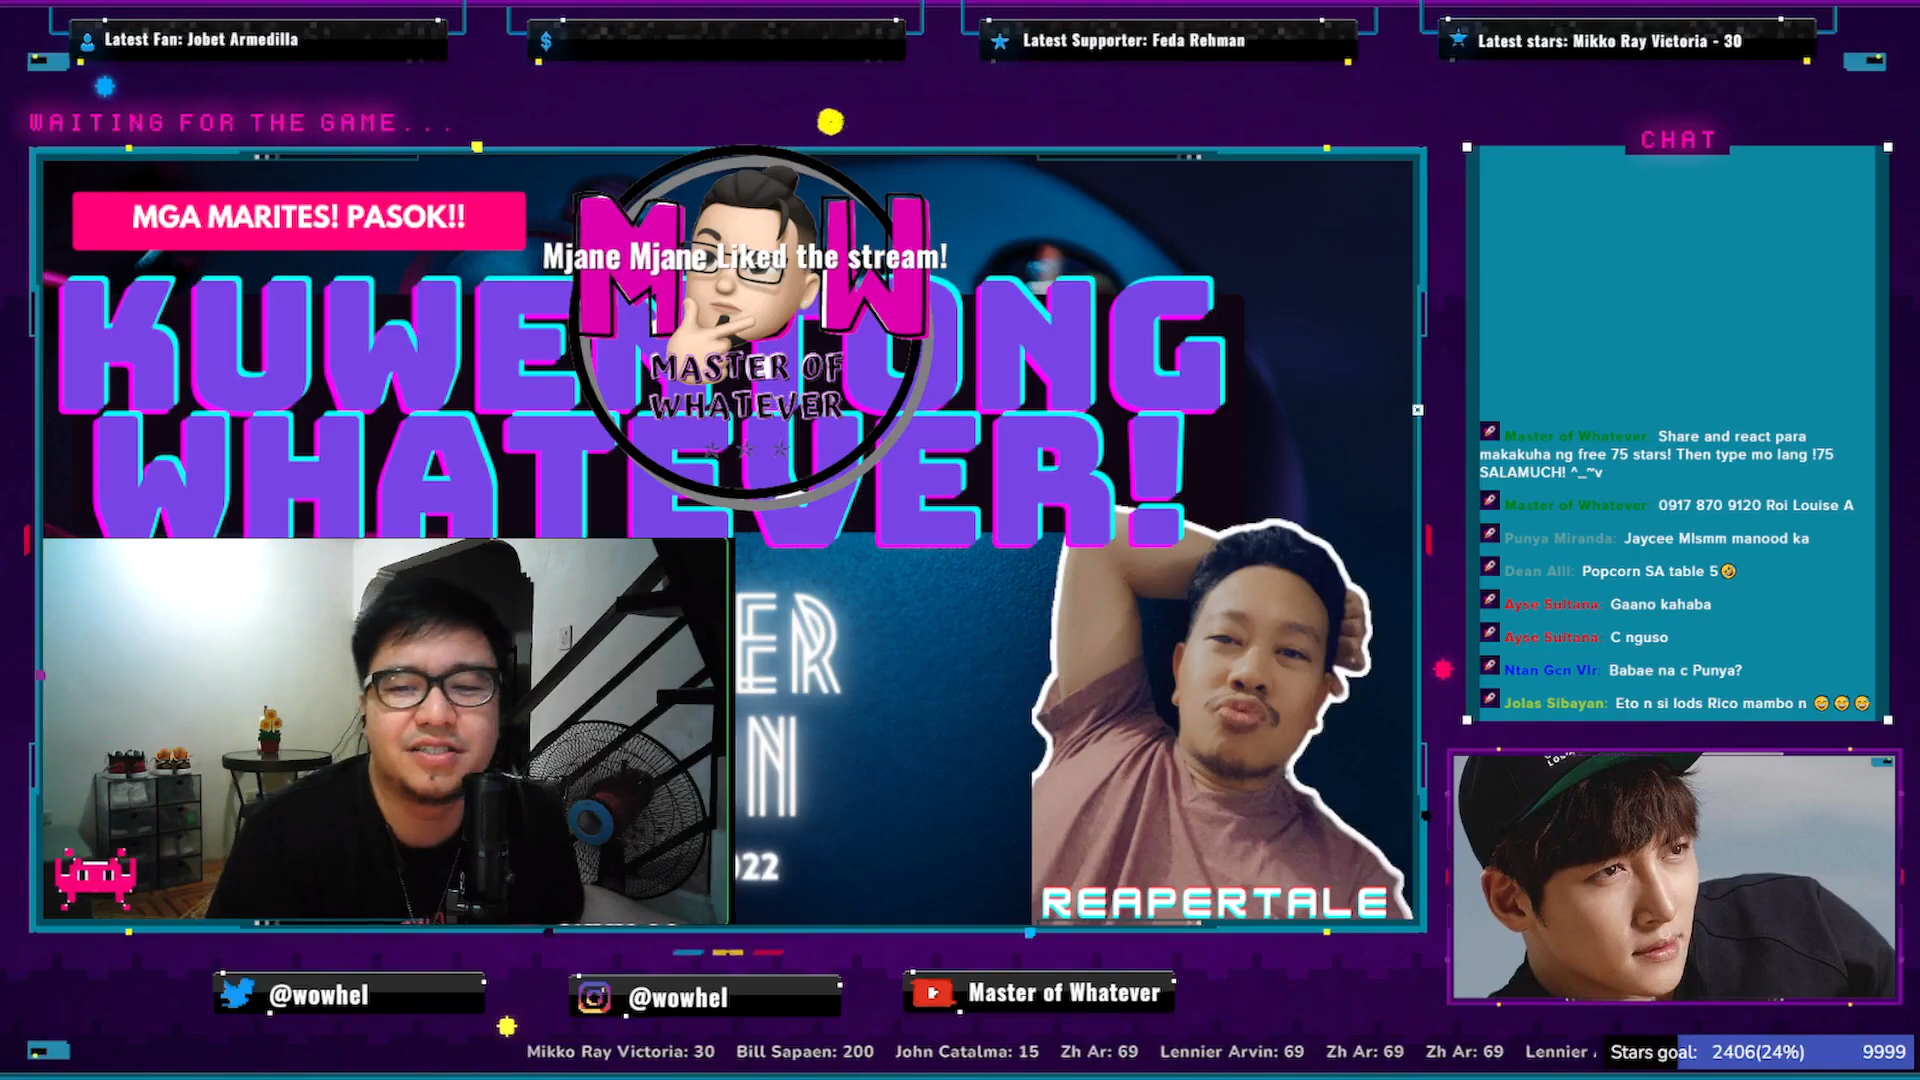 Latest Fan: Jobet Armedilla
$
Latest Supporter: Feda Rehman
Latest stars: Mikko Ray Victoria - 30
WAITING FOR THE GAME...
CHAT
MGA MARITES! PASOK!!
M W
Mjane Mjane Liked the stream!
MASTER OF
WHATEVER
WHATEVER!
ER
N
022
REAPERTALE
Master of Whatever: Share and react para
makakuha ng free 75 stars! Then type mo lang !75
SALAMUCH! ^_~v
Master of Whatever: 0917 870 9120 Roi Louise A
Punya Miranda: Jaycee Mlsmm manood ka
Dean Alli: Popcorn SA table 5🤣
Ayse Sultana: Gaano kahaba
Ayse Sultana: C nguso
Ntan Gcn Vlr: Babae na c Punya?
Jolas Sibayan: Eto n si lods Rico mambo n 😅😅😅
@wowhel
@wowhel
Master of Whatever
Mikko Ray Victoria: 30 Bill Sapaen: 200 John Catalma: 15 Zh Ar: 69 Lennier Arvin: 69 Zh Ar: 69 Zh Ar: 69 Lennier
Stars goal: 2406(24%) 9999